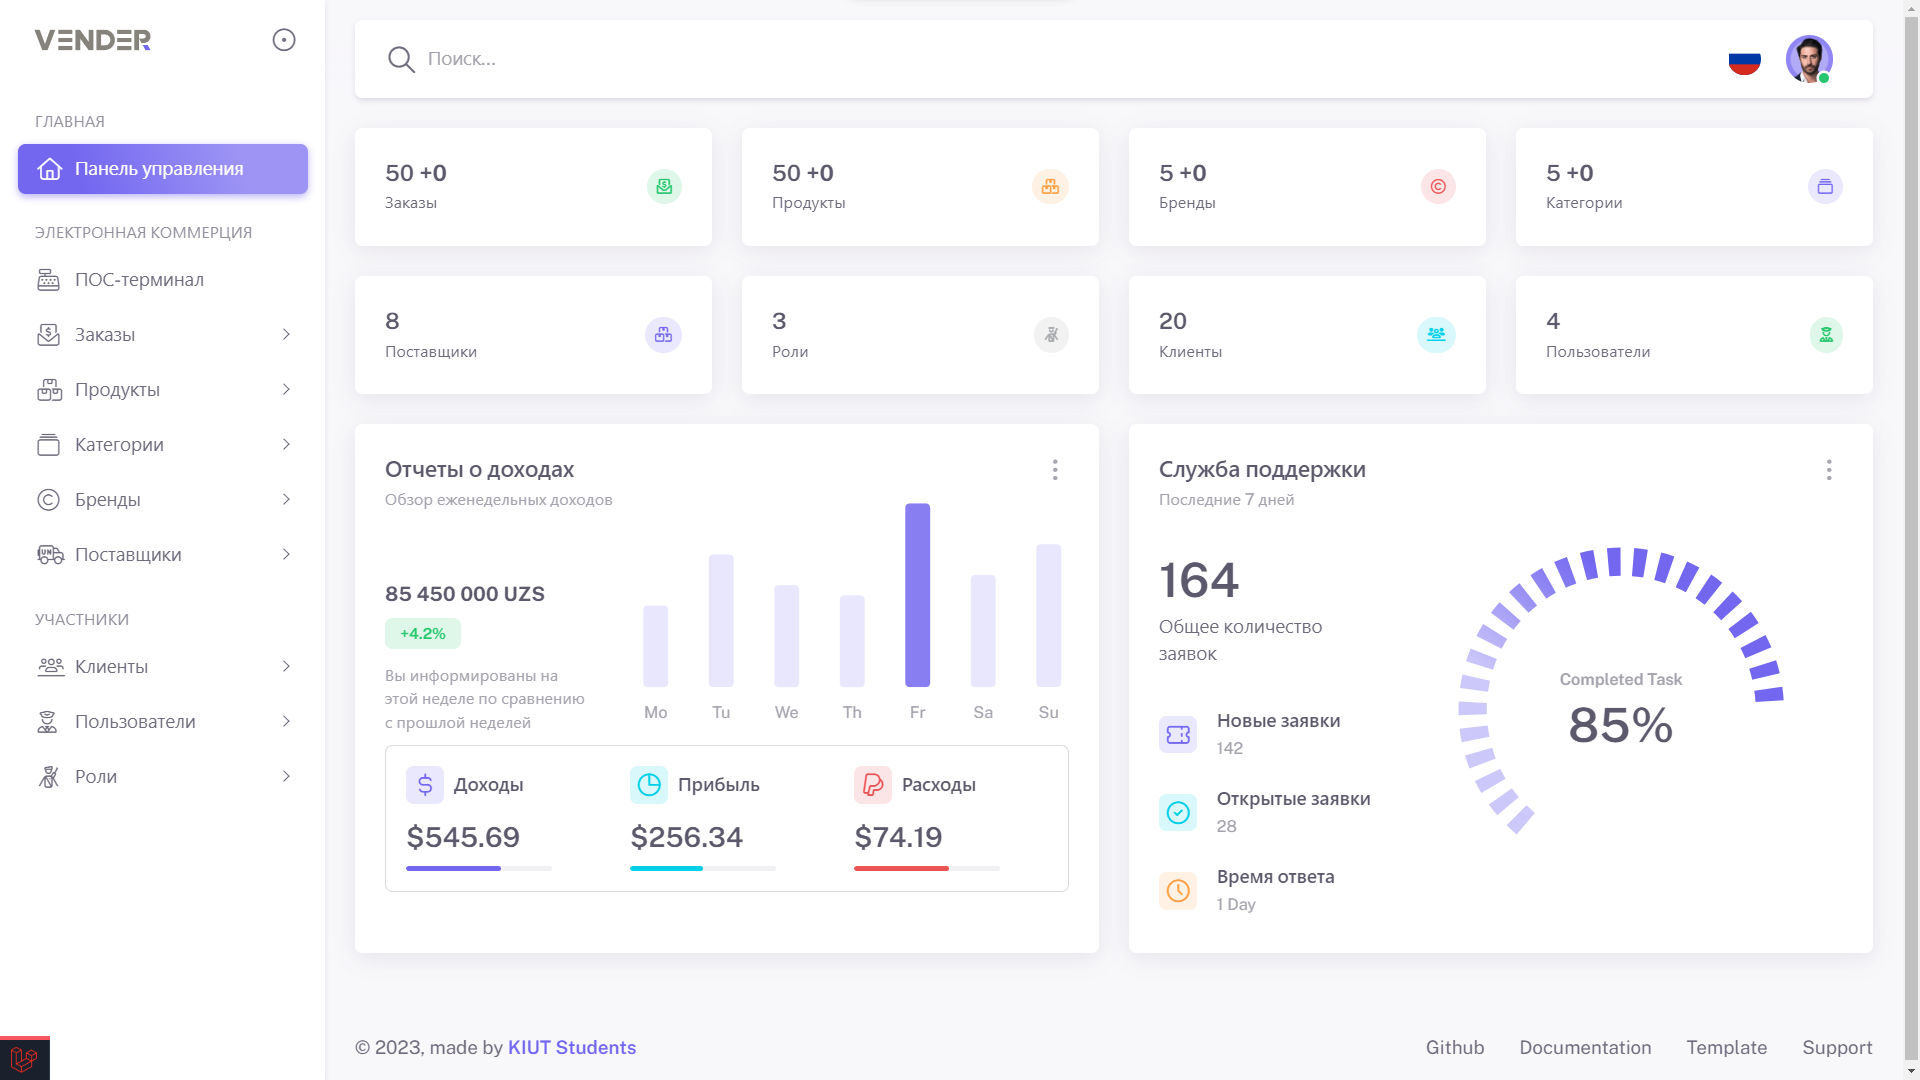 VENDER
Поиск...
ГЛАВНАЯ
Панель управления
ЭЛЕКТРОННАЯ КОММЕРЦИЯ
ПОС-терминал
Заказы
Продукты
Категории
Бренды
Поставщики
УЧАСТНИКИ
Клиенты
Пользователи
Роли
50 +0
Заказы
50 +0
Продукты
5 +0
Бренды
5 +0
Категории
8
Поставщики
3
Роли
20
Клиенты
4
Пользователи
Отчеты о доходах
Обзор еженедельных доходов
85 450 000 UZS
+4.2%
Вы информированы на
этой неделе по сравнению
с прошлой неделей
Mo Tu We Th Fr Sa Su
Доходы
$545.69
Прибыль
$256.34
Расходы
$74.19
Служба поддержки
Последние 7 дней
164
Общее количество
заявок
Новые заявки
142
Открытые заявки
28
Время ответа
1 Day
Completed Task
85%
© 2023, made by KIUT Students
Github Documentation Template Support